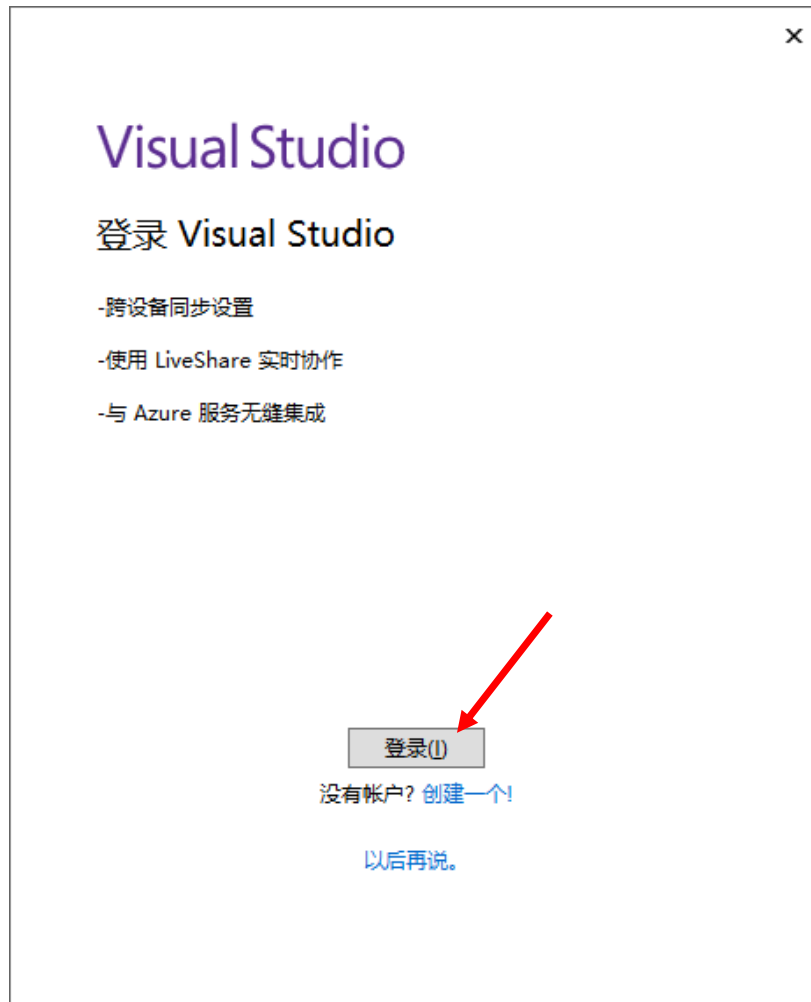 Visual Studio
登录 Visual Studio
-跨设备同步设置
-使用 LiveShare 实时协作
-与 Azure 服务无缝集成
登录(I)
没有帐户? 创建一个!
以后再说。